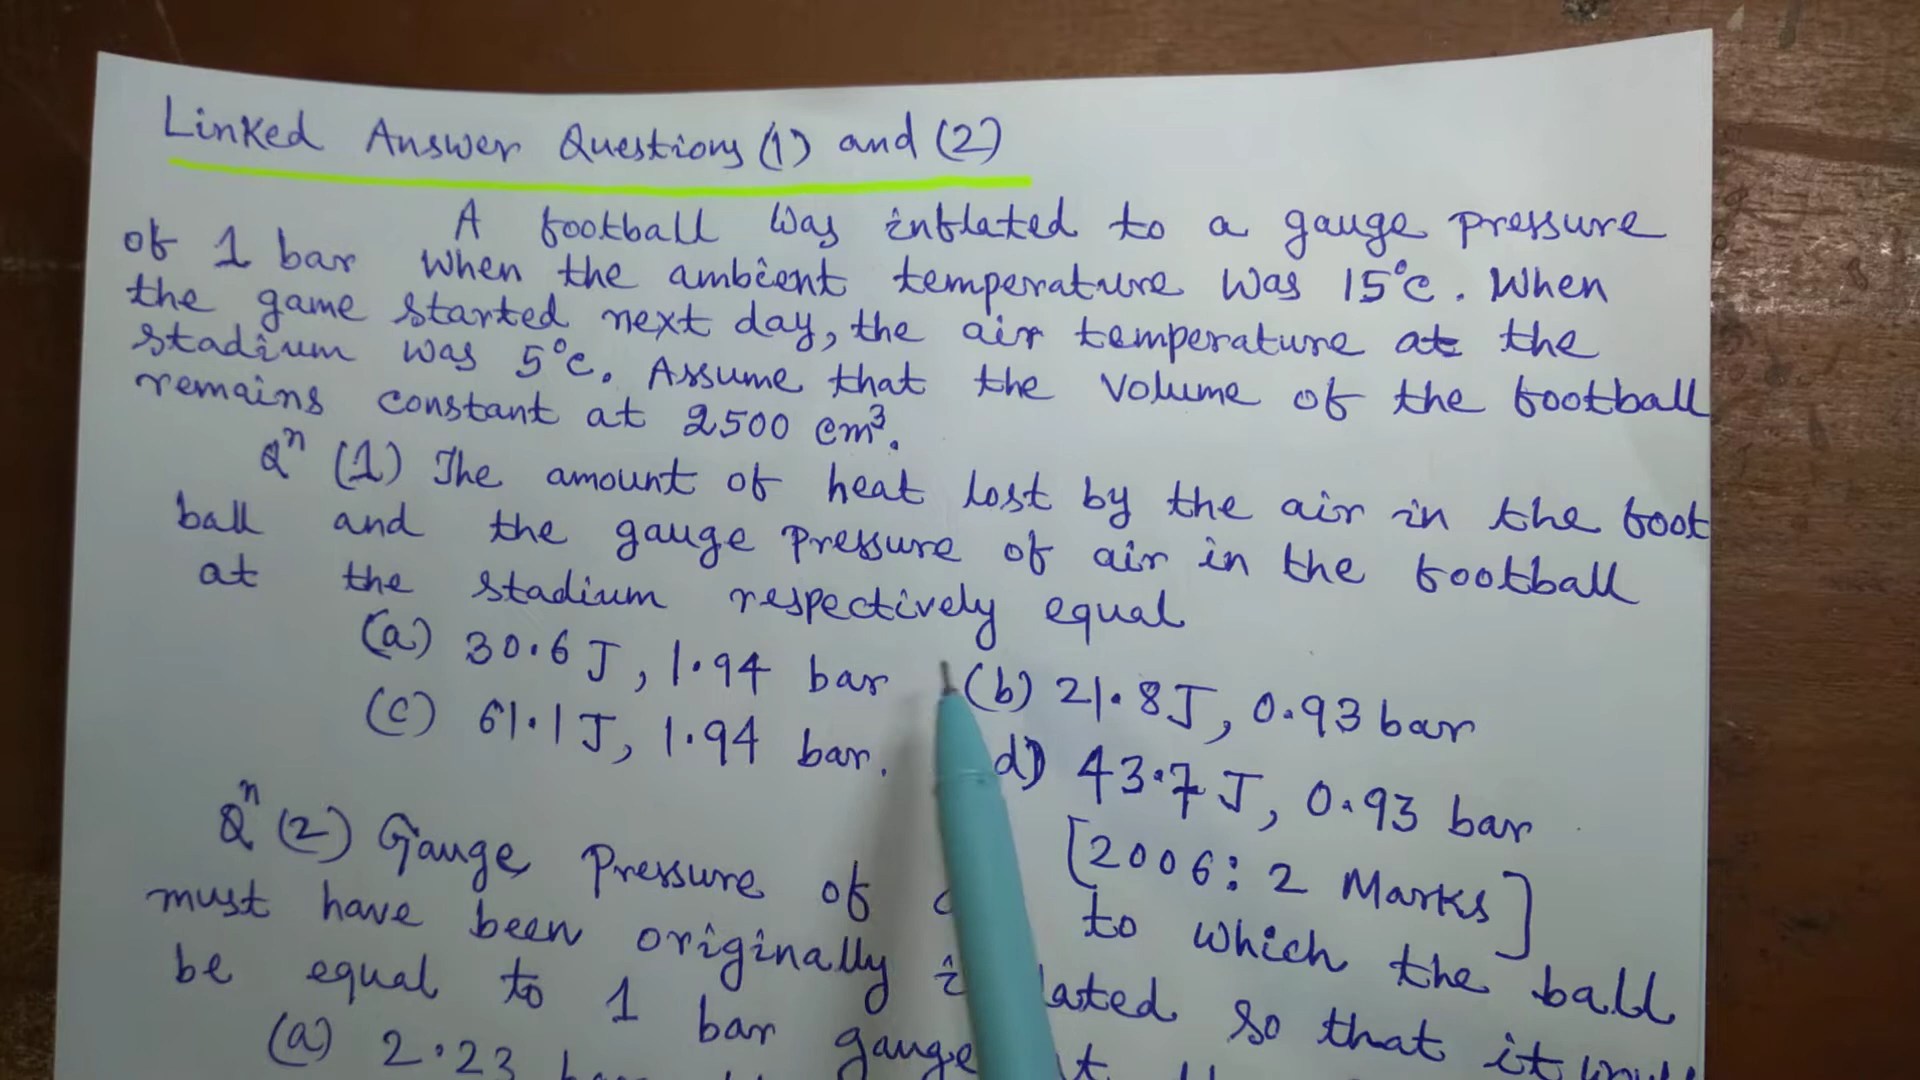 Linked Answer Questions (1) and (2)
A football was inflated to a gauge pressure
of 1 bar when the ambient temperature was 15°c. When
the game started next day, the air temperature at the
stadium was 5°c. Assume that the volume of the football
remains constant at 2500 cm³.
Qⁿ (1) The amount of heat lost by the air in the foot
ball and the gauge pressure of air in the football
at the stadium respectively equal
(a) 30.6 J, 1.94 bar (b) 21.8 J, 0.93 bar
(c) 61.1 J, 1.94 bar. d) 43.7 J, 0.93 bar
[2006: 2 Marks]
Qⁿ (2) Gauge pressure of to which the ball
must have been originally so that it
be equal to 1 bar gauge
(a) 2.23